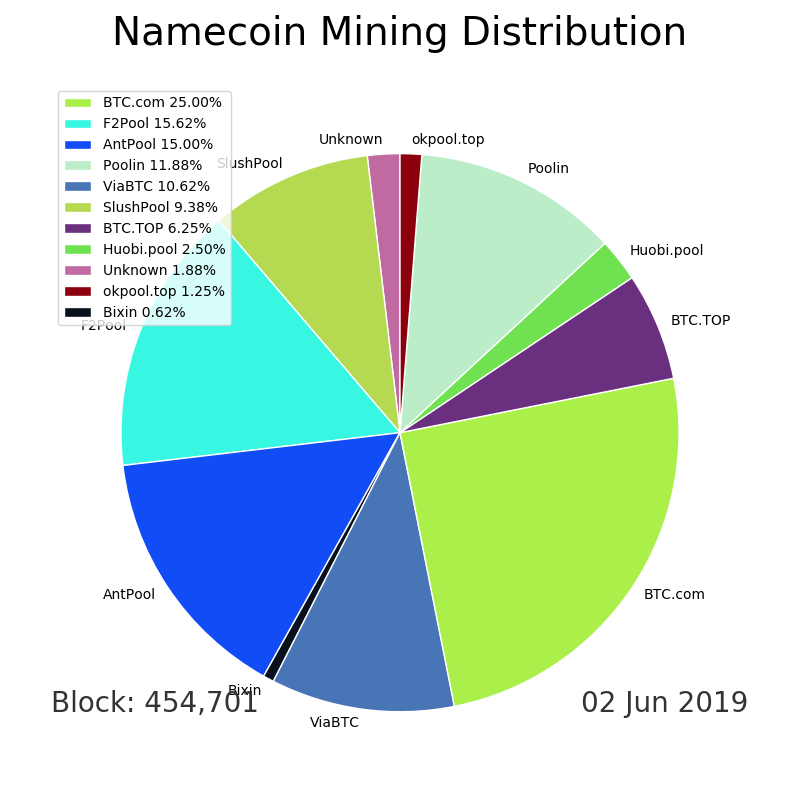 Namecoin Mining Distribution
BTC.com 25.00%
F2Pool 15.62%
AntPool 15.00%
Poolin 11.88%
ViaBTC 10.62%
SlushPool 9.38%
BTC.TOP 6.25%
Huobi.pool 2.50%
Unknown 1.88%
okpool.top 1.25%
Bixin 0.62%
Unknown
okpool.top
SlushPool
Poolin
Huobi.pool
BTC.TOP
F2Pool
AntPool
BTC.com
Bixin
ViaBTC
Block: 454,701
02 Jun 2019